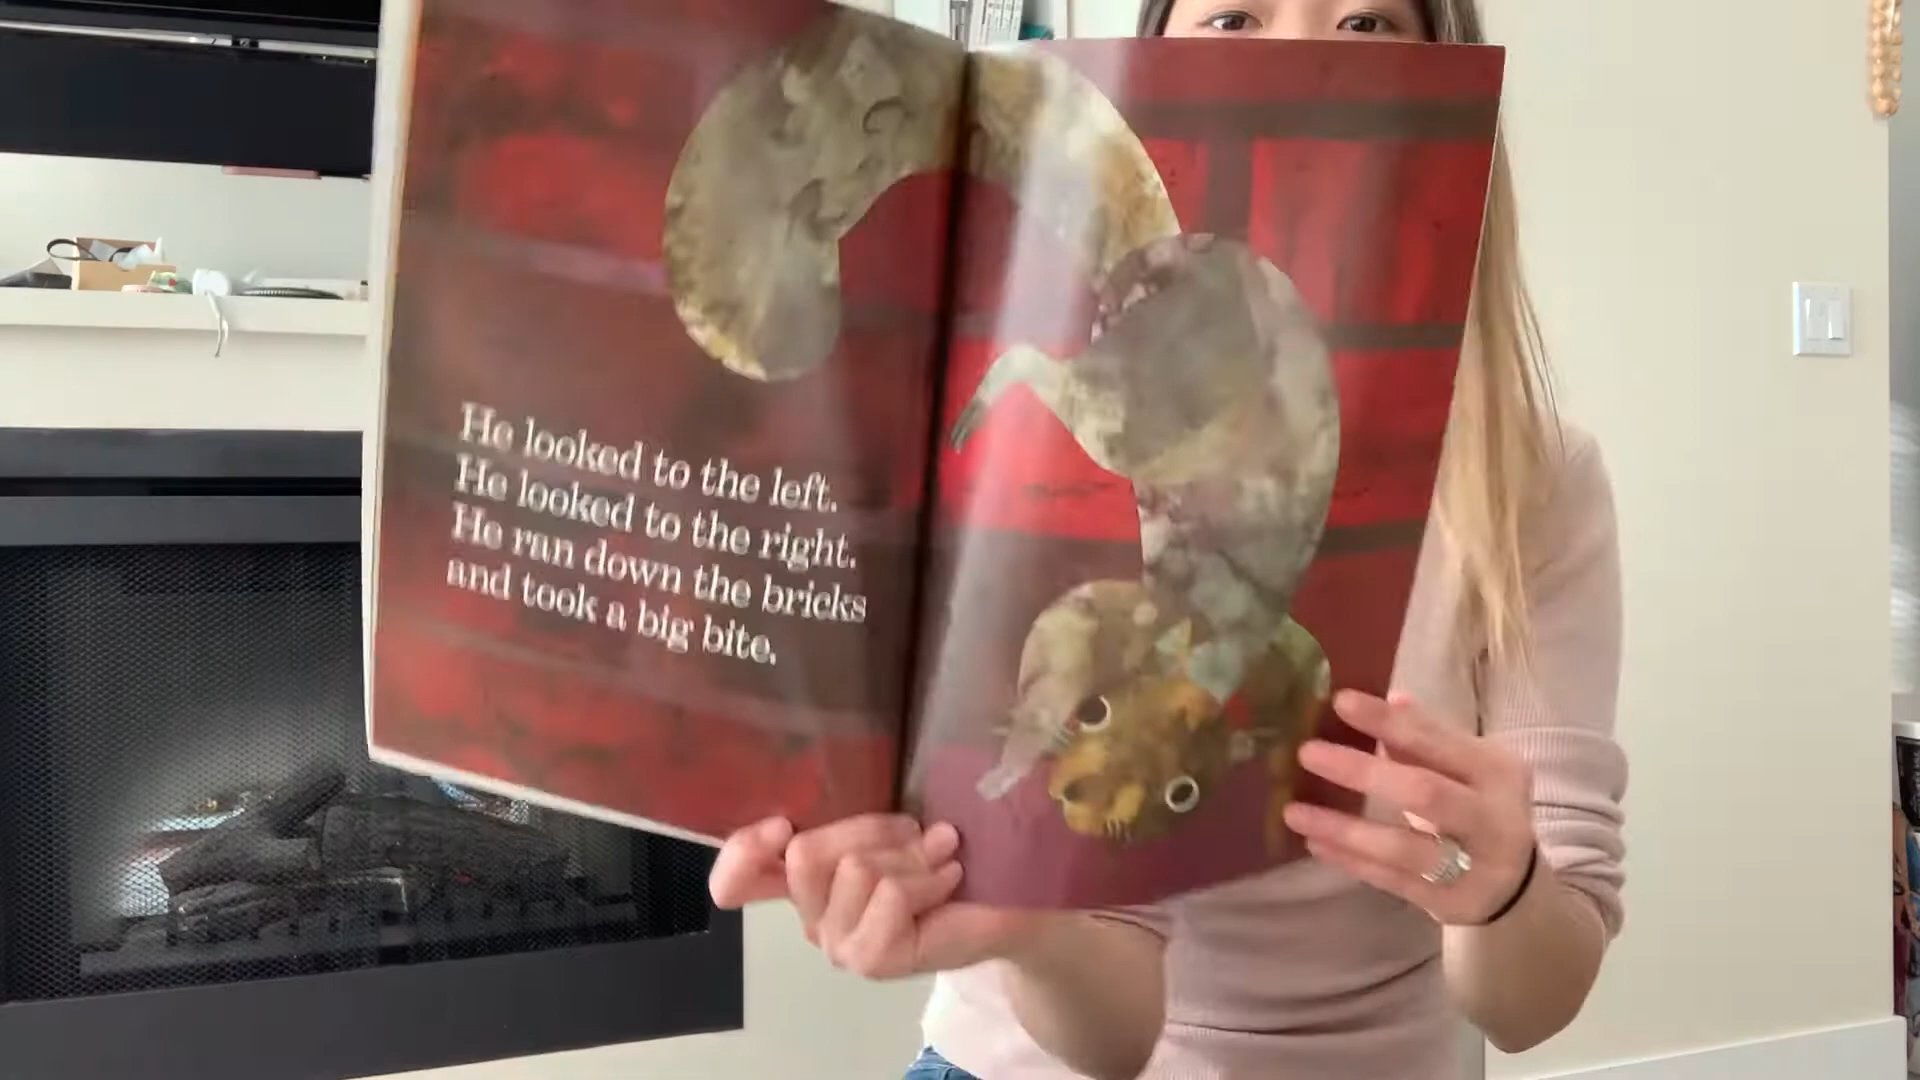 He looked to the left.
He looked to the right.
He ran down the bricks
and took a big bite.